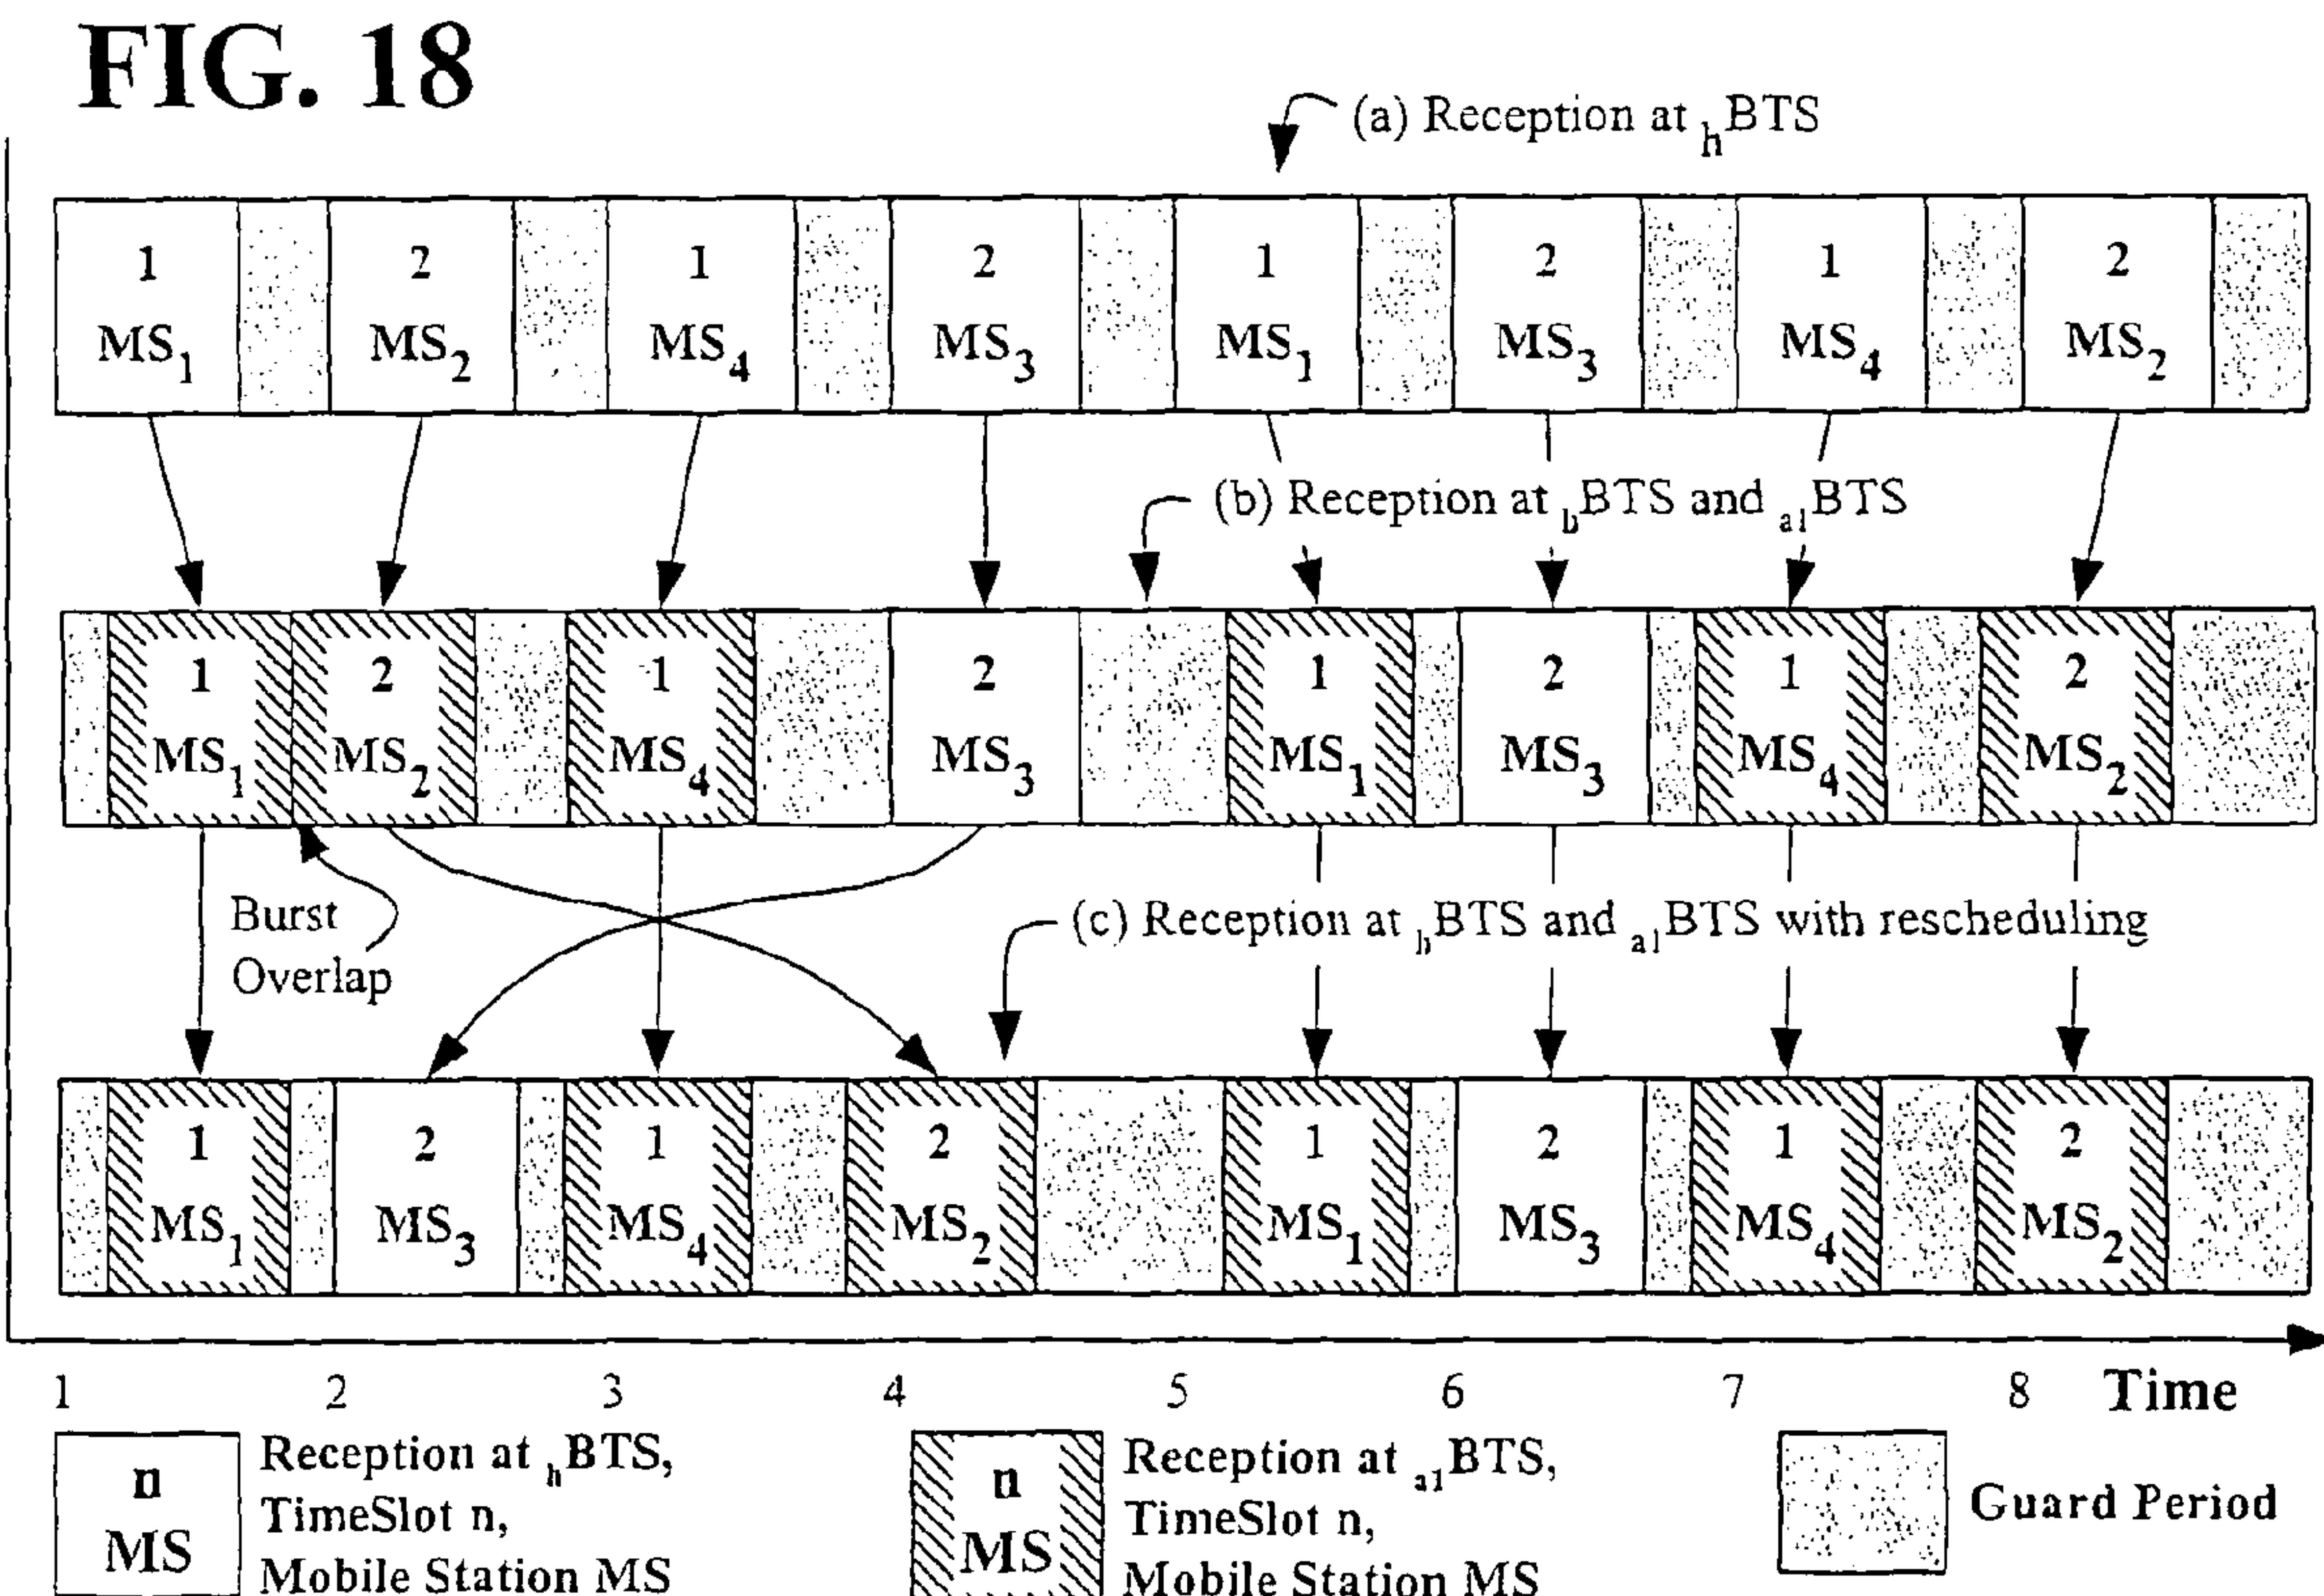 FIG. 18
(a) Reception at hBTS
1 2 1 2 1 2 1 2
MS1 MS2 MS4 MS3 MS1 MS3 MS4 MS2
(b) Reception at bBTS and a1BTS
1 2 1 2 1 2 1 2
MS1 MS2 MS4 MS3 MS1 MS3 MS4 MS2
Burst
Overlap
(c) Reception at hBTS and a1BTS with rescheduling
1 2 1 2 1 2 1 2
MS1 MS3 MS4 MS2 MS1 MS3 MS4 MS2
1 2 3 4 5 6 7 8 Time
n
MS
Reception at hBTS,
TimeSlot n,
Mobile Station MS
n
MS
Reception at a1BTS,
TimeSlot n,
Mobile Station MS
Guard Period